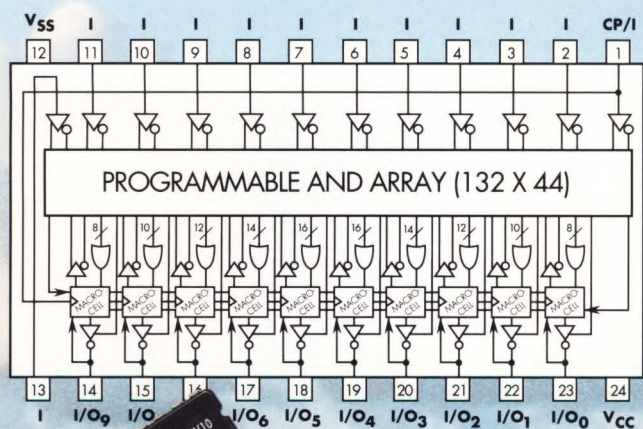 VSS I I I I I I I I I I CP/I
12 11 10 9 8 7 6 5 4 3 2 1
PROGRAMMABLE AND ARRAY (132 X 44)
8 10 12 14 16 16 14 12 10 8
MACRO-CELL MACRO-CELL MACRO-CELL MACRO-CELL MACRO-CELL MACRO-CELL MACRO-CELL MACRO-CELL MACRO-CELL MACRO-CELL
13 14 15 16 17 18 19 20 21 22 23 24
I I/O9 I/O I/O6 I/O5 I/O4 I/O3 I/O2 I/O1 I/O0 VCC